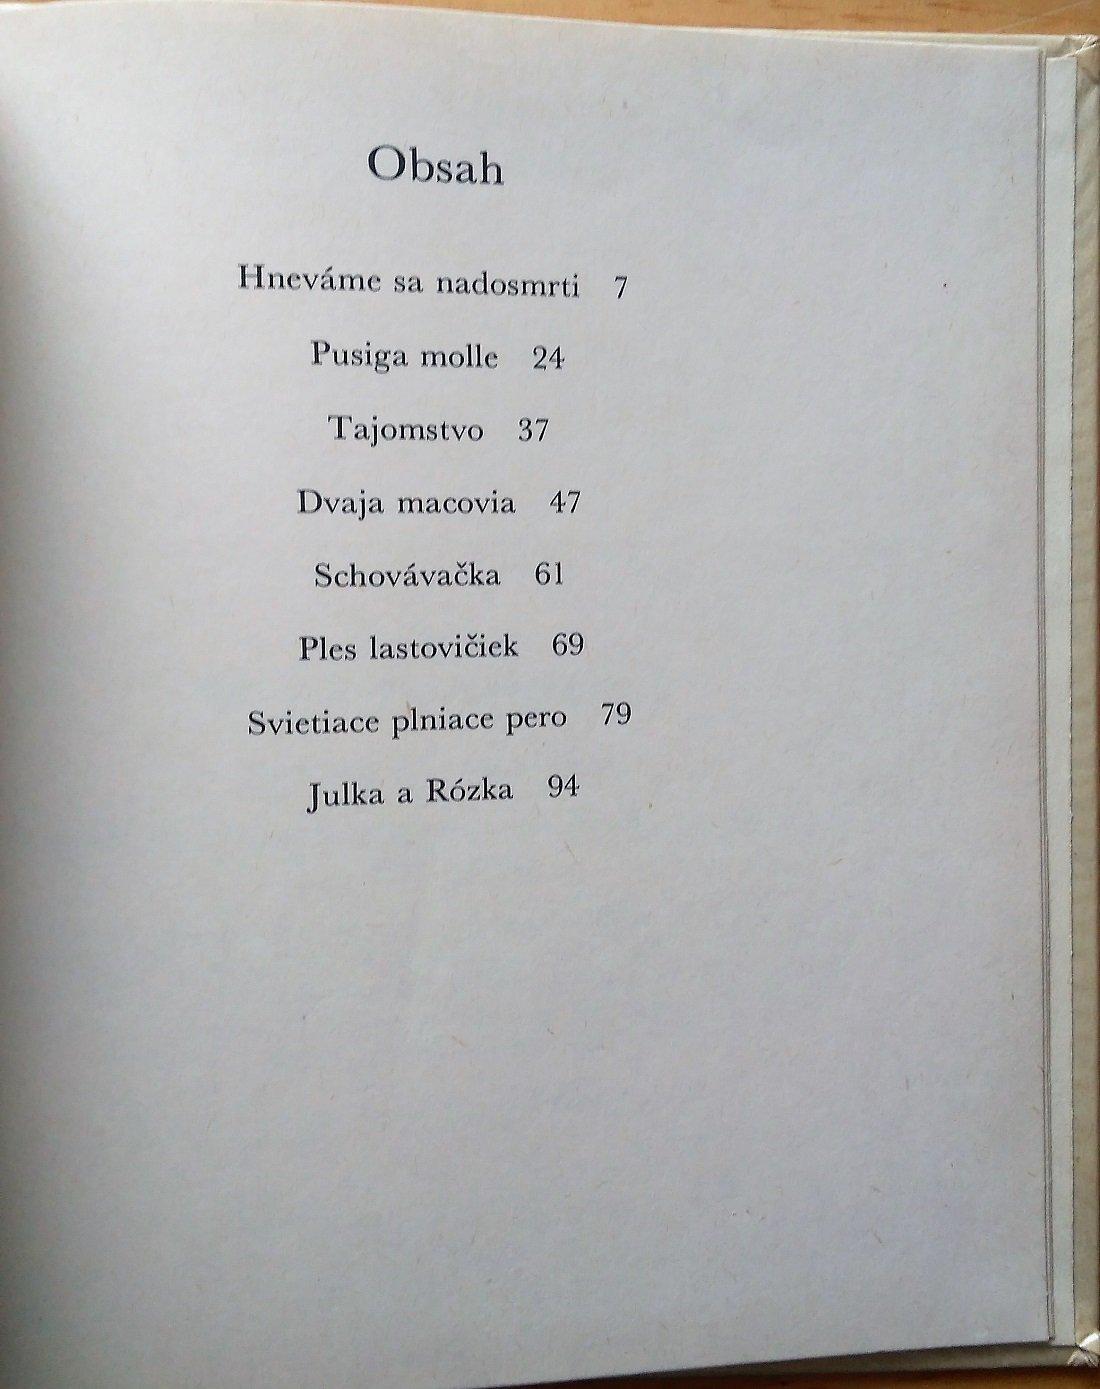 Obsah
Hneváme sa nadosmrti 7
Pusiga molle 24
Tajomstvo 37
Dvaja macovia 47
Schovávačka 61
Ples lastovičiek 69
Svietiace plniace pero 79
Julka a Rózka 94